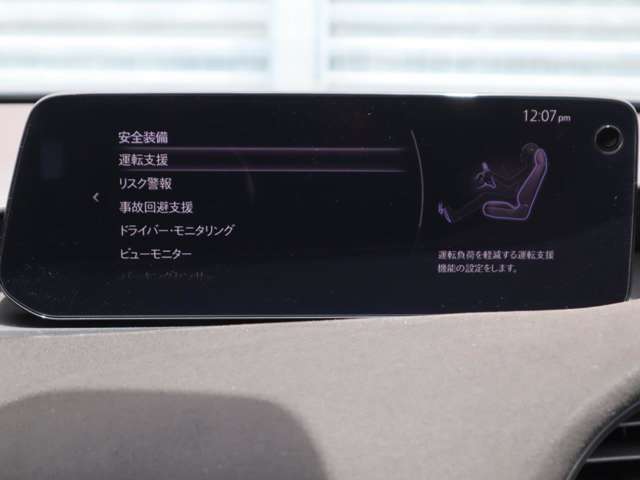 12:07pm
安全装備
運転支援
リスク警報
事故回避支援
ドライバー・モニタリング
ビューモニター
運転負荷を軽減する運転支援
機能の設定をします。